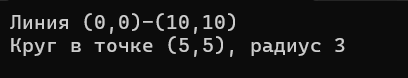 Линия (0,0)–(10,10)
Круг в точке (5,5), радиус 3